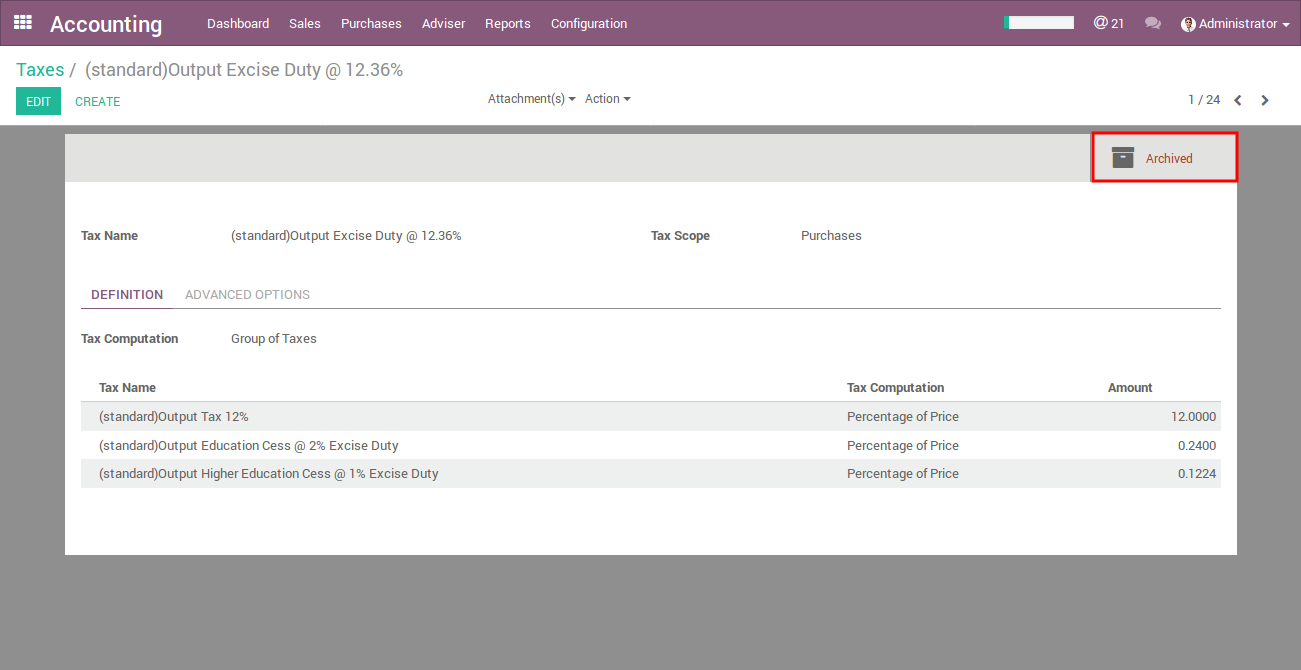 Accounting Dashboard Sales Purchases Adviser Reports Configuration @ 21 Administrator
Taxes / (standard)Output Excise Duty @ 12.36%
EDIT CREATE Attachment(s) Action 1 / 24
Archived
Tax Name (standard)Output Excise Duty @ 12.36% Tax Scope Purchases
DEFINITION ADVANCED OPTIONS
Tax Computation Group of Taxes
Tax Name Tax Computation Amount
(standard)Output Tax 12% Percentage of Price 12.0000
(standard)Output Education Cess @ 2% Excise Duty Percentage of Price 0.2400
(standard)Output Higher Education Cess @ 1% Excise Duty Percentage of Price 0.1224